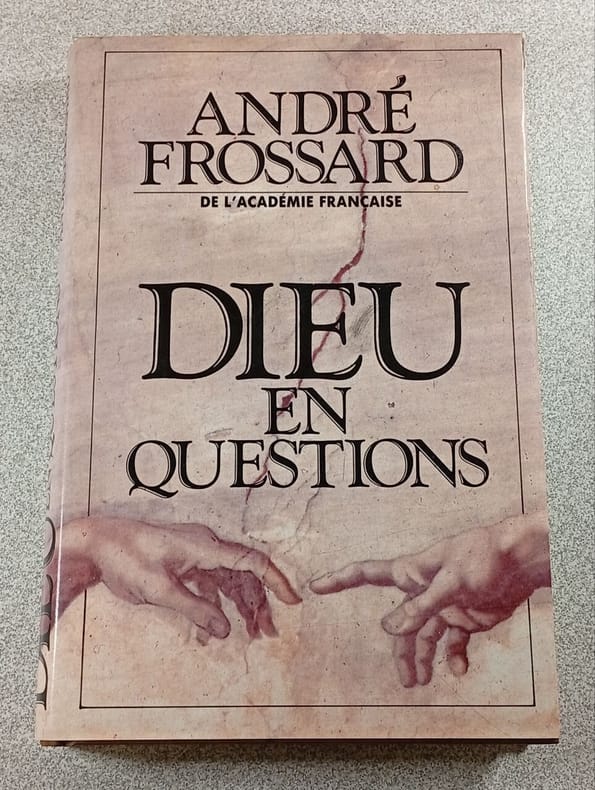 ANDRÉ
FROSSARD
DE L'ACADÉMIE FRANÇAISE
DIEU
EN
QUESTIONS